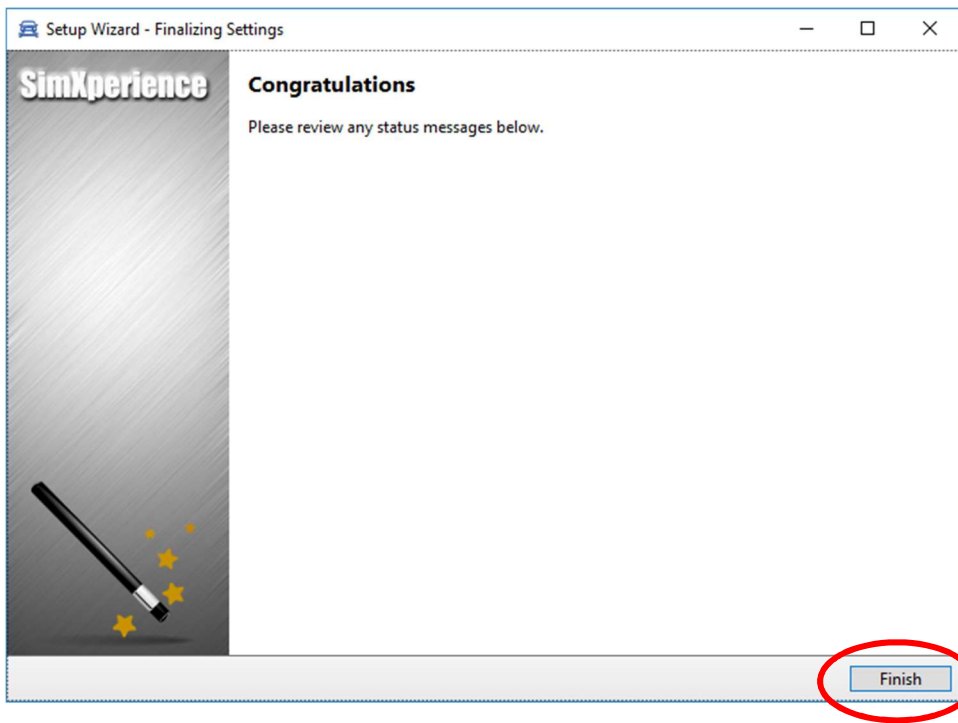 Setup Wizard - Finalizing Settings
SimXperience
Congratulations
Please review any status messages below.
Finish